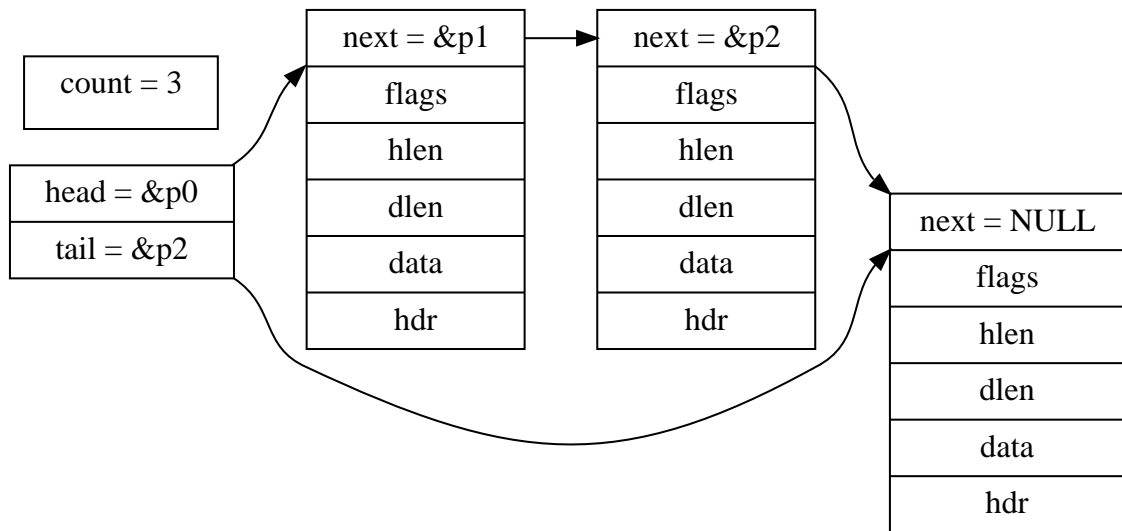 count = 3
head = &p0
tail = &p2
next = &p1
flags
hlen
dlen
data
hdr
next = &p2
flags
hlen
dlen
data
hdr
next = NULL
flags
hlen
dlen
data
hdr